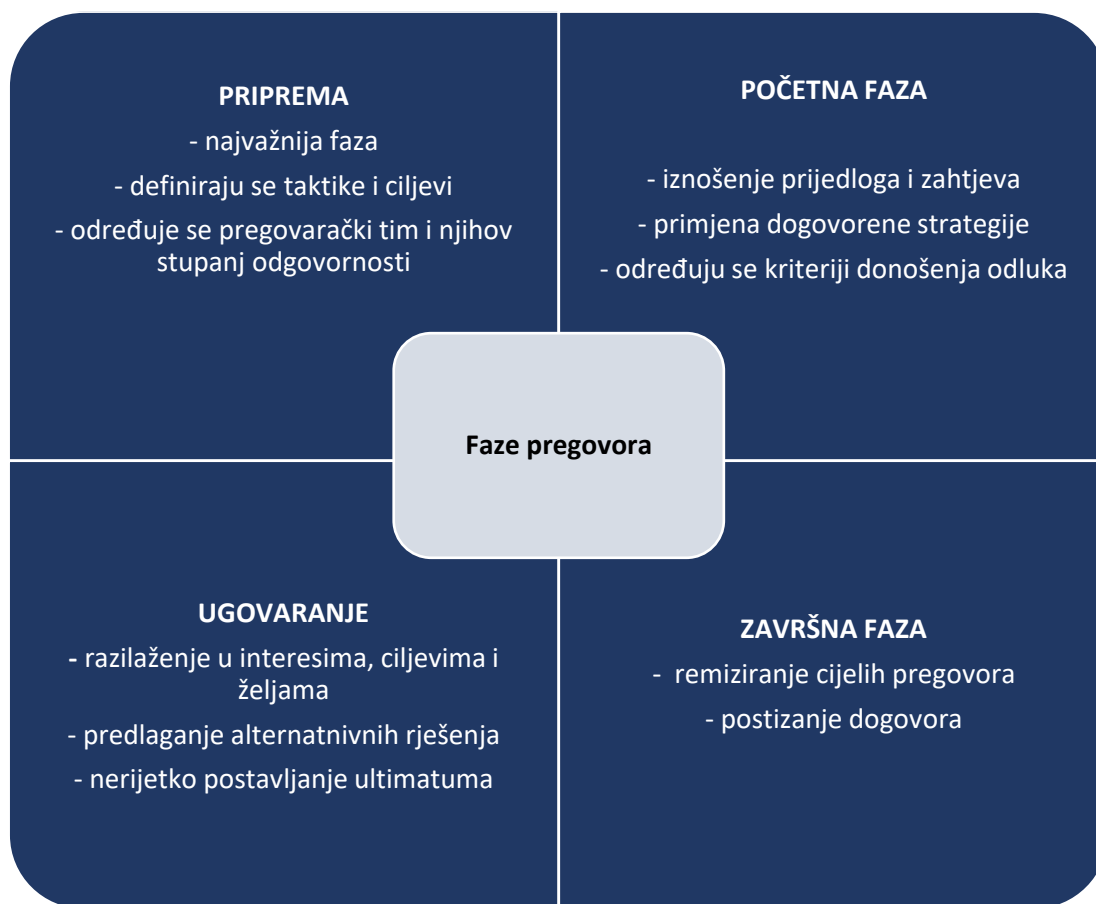 PRIPREMA
- najvažnija faza
- definiraju se taktike i ciljevi
- određuje se pregovarački tim i njihov
stupanj odgovornosti
POČETNA FAZA
- iznošenje prijedloga i zahtjeva
- primjena dogovorene strategije
- određuju se kriteriji donošenja odluka
Faze pregovora
UGOVARANJE
- razilaženje u interesima, ciljevima i
željama
- predlaganje alternatnivnih rješenja
- nerijetko postavljanje ultimatuma
ZAVRŠNA FAZA
- remiziranje cijelih pregovora
- postizanje dogovora